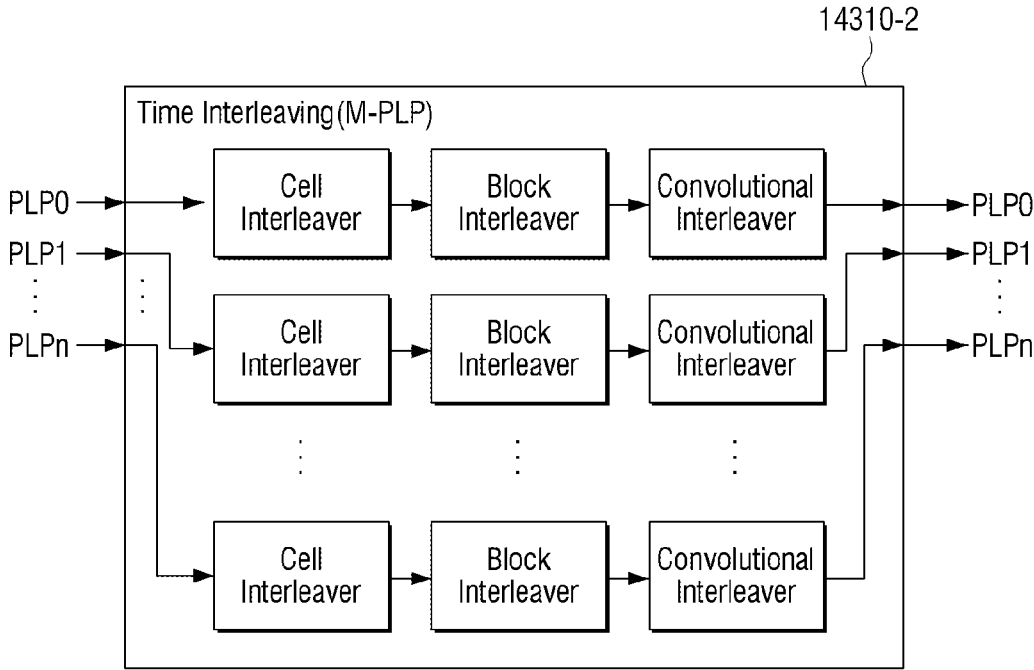 14310-2
Time Interleaving(M-PLP)
PLP0
Cell
Interleaver
Block
Interleaver
Convolutional
Interleaver
PLP0
PLP1
Cell
Interleaver
Block
Interleaver
Convolutional
Interleaver
PLP1
PLPn
Cell
Interleaver
Block
Interleaver
Convolutional
Interleaver
PLPn